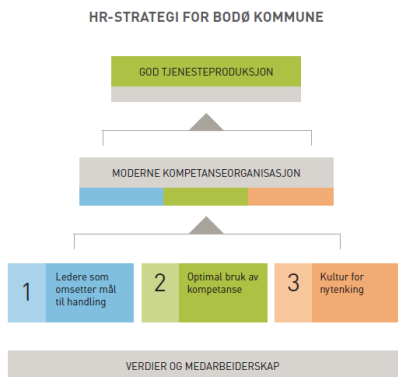 HR-STRATEGI FOR BODØ KOMMUNE
GOD TJENESTEPRODUKSJON
MODERNE KOMPETANSEORGANISASJON
1
Ledere som
omsetter mål
til handling
2
Optimal bruk av
kompetanse
3
Kultur for
nytenking
VERDIER OG MEDARBEIDERSKAP